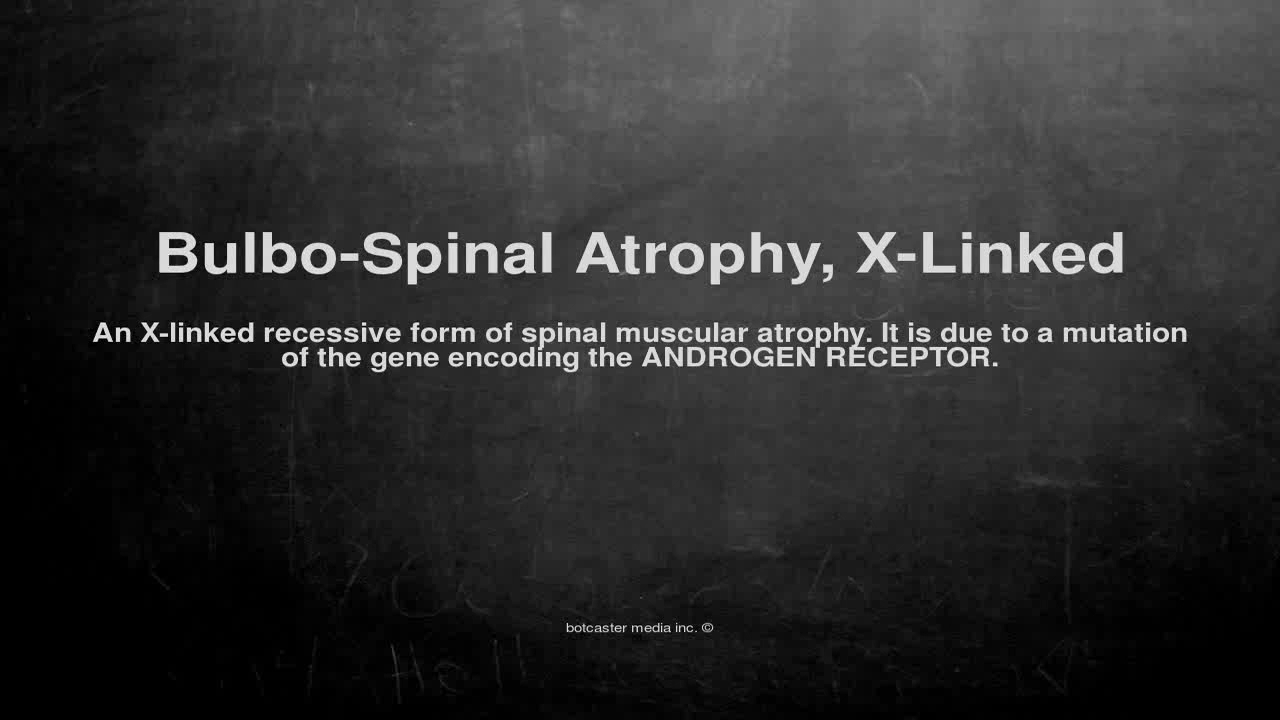 Bulbo-Spinal Atrophy, X-Linked
An X-linked recessive form of spinal muscular atrophy. It is due to a mutation
of the gene encoding the ANDROGEN RECEPTOR.
botcaster media inc. ©